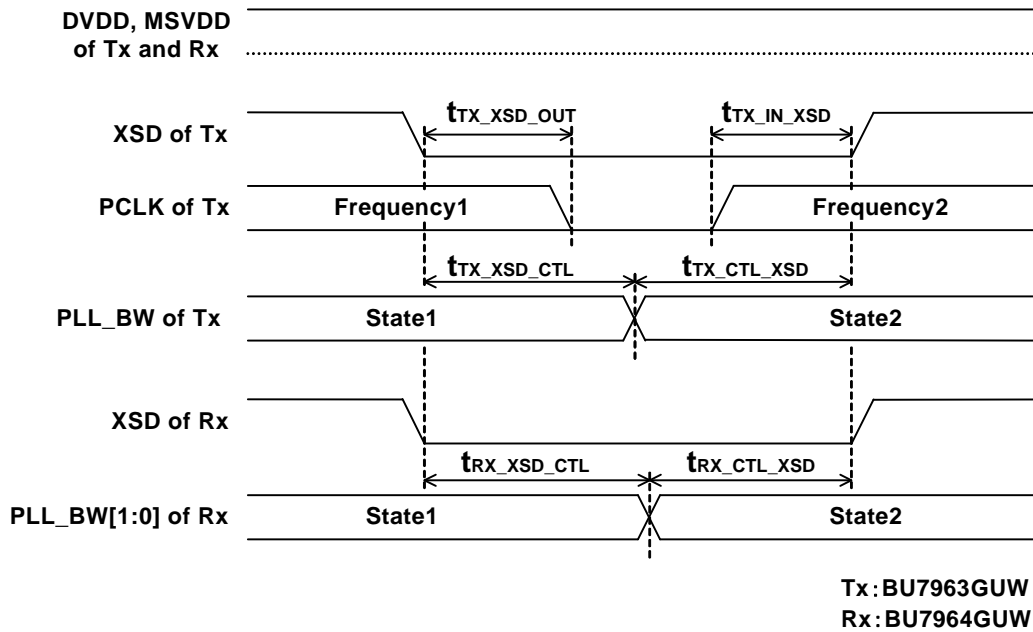 DVDD, MSVDD
of Tx and Rx
XSD of Tx
tTX_XSD_OUT
tTX_IN_XSD
PCLK of Tx
Frequency1
Frequency2
tTX_XSD_CTL
tTX_CTL_XSD
PLL_BW of Tx
State1
State2
XSD of Rx
tRX_XSD_CTL
tRX_CTL_XSD
PLL_BW[1:0] of Rx
State1
State2
Tx:BU7963GUW
Rx:BU7964GUW